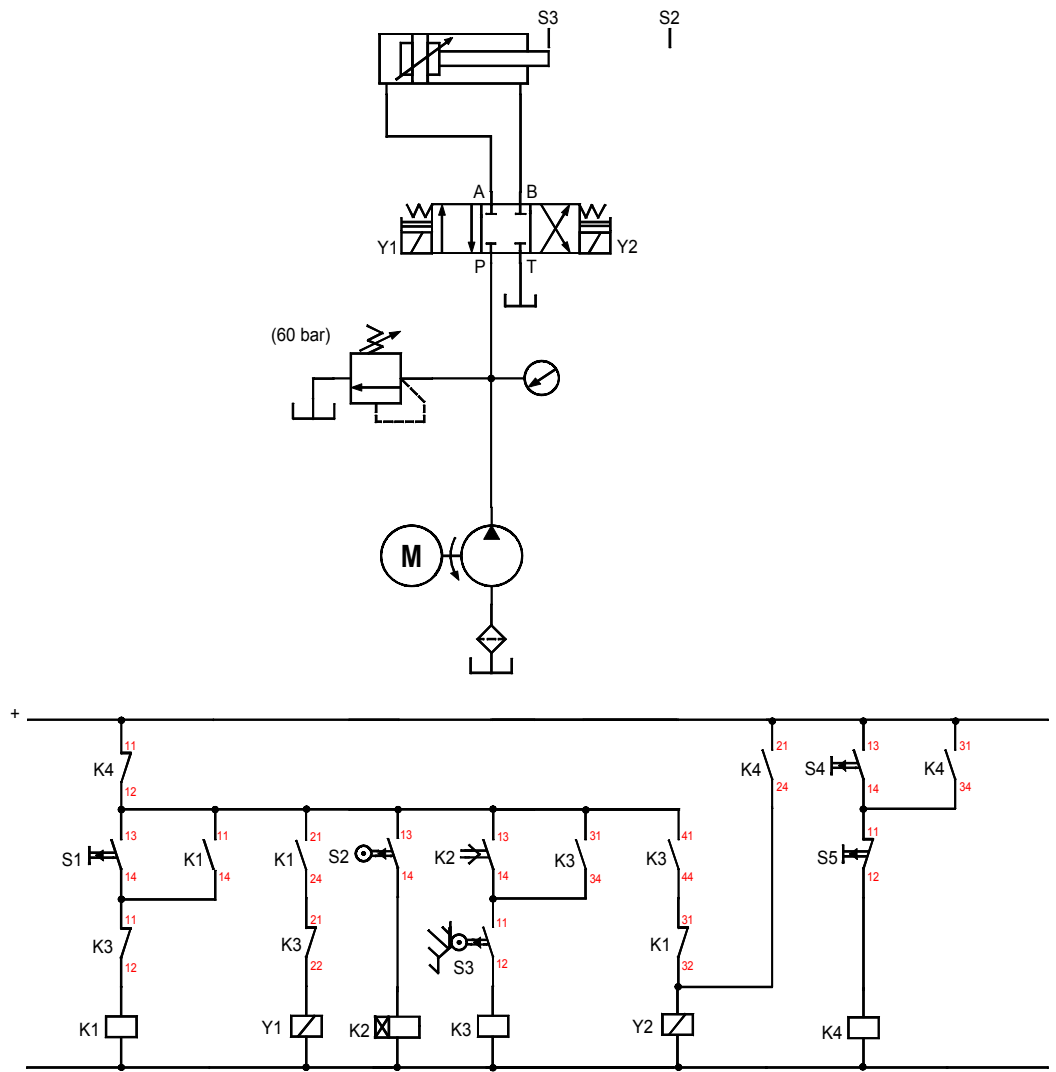 S3 S2
A B
Y1 Y2
P T
(60 bar)
M
+
11 21 13 31
K4 K4 S4 K4
12 24 14 34
13 11 21 13 13 31 41 11
S1 K1 K1 S2 K2 K3 K3 S5
14 14 24 14 14 34 44 12
11 21 11 31
K3 K3 S3 K1
12 22 12 32
K1 Y1 K2 K3 Y2 K4